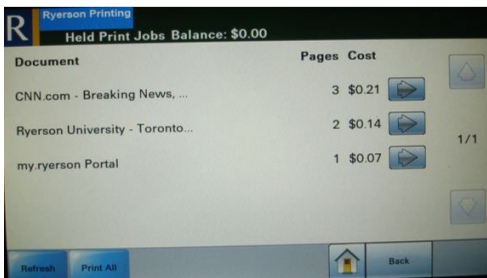 Ryerson Printing
R
Held Print Jobs Balance: $0.00
Document Pages Cost
CNN.com - Breaking News, ... 3 $0.21
Ryerson University - Toronto... 2 $0.14
1/1
my.ryerson Portal 1 $0.07
Refresh Print All Back